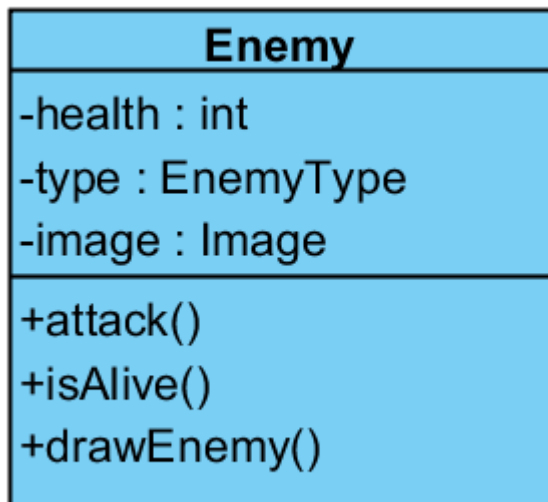 Enemy
-health : int
-type : EnemyType
-image : Image
+attack()
+isAlive()
+drawEnemy()